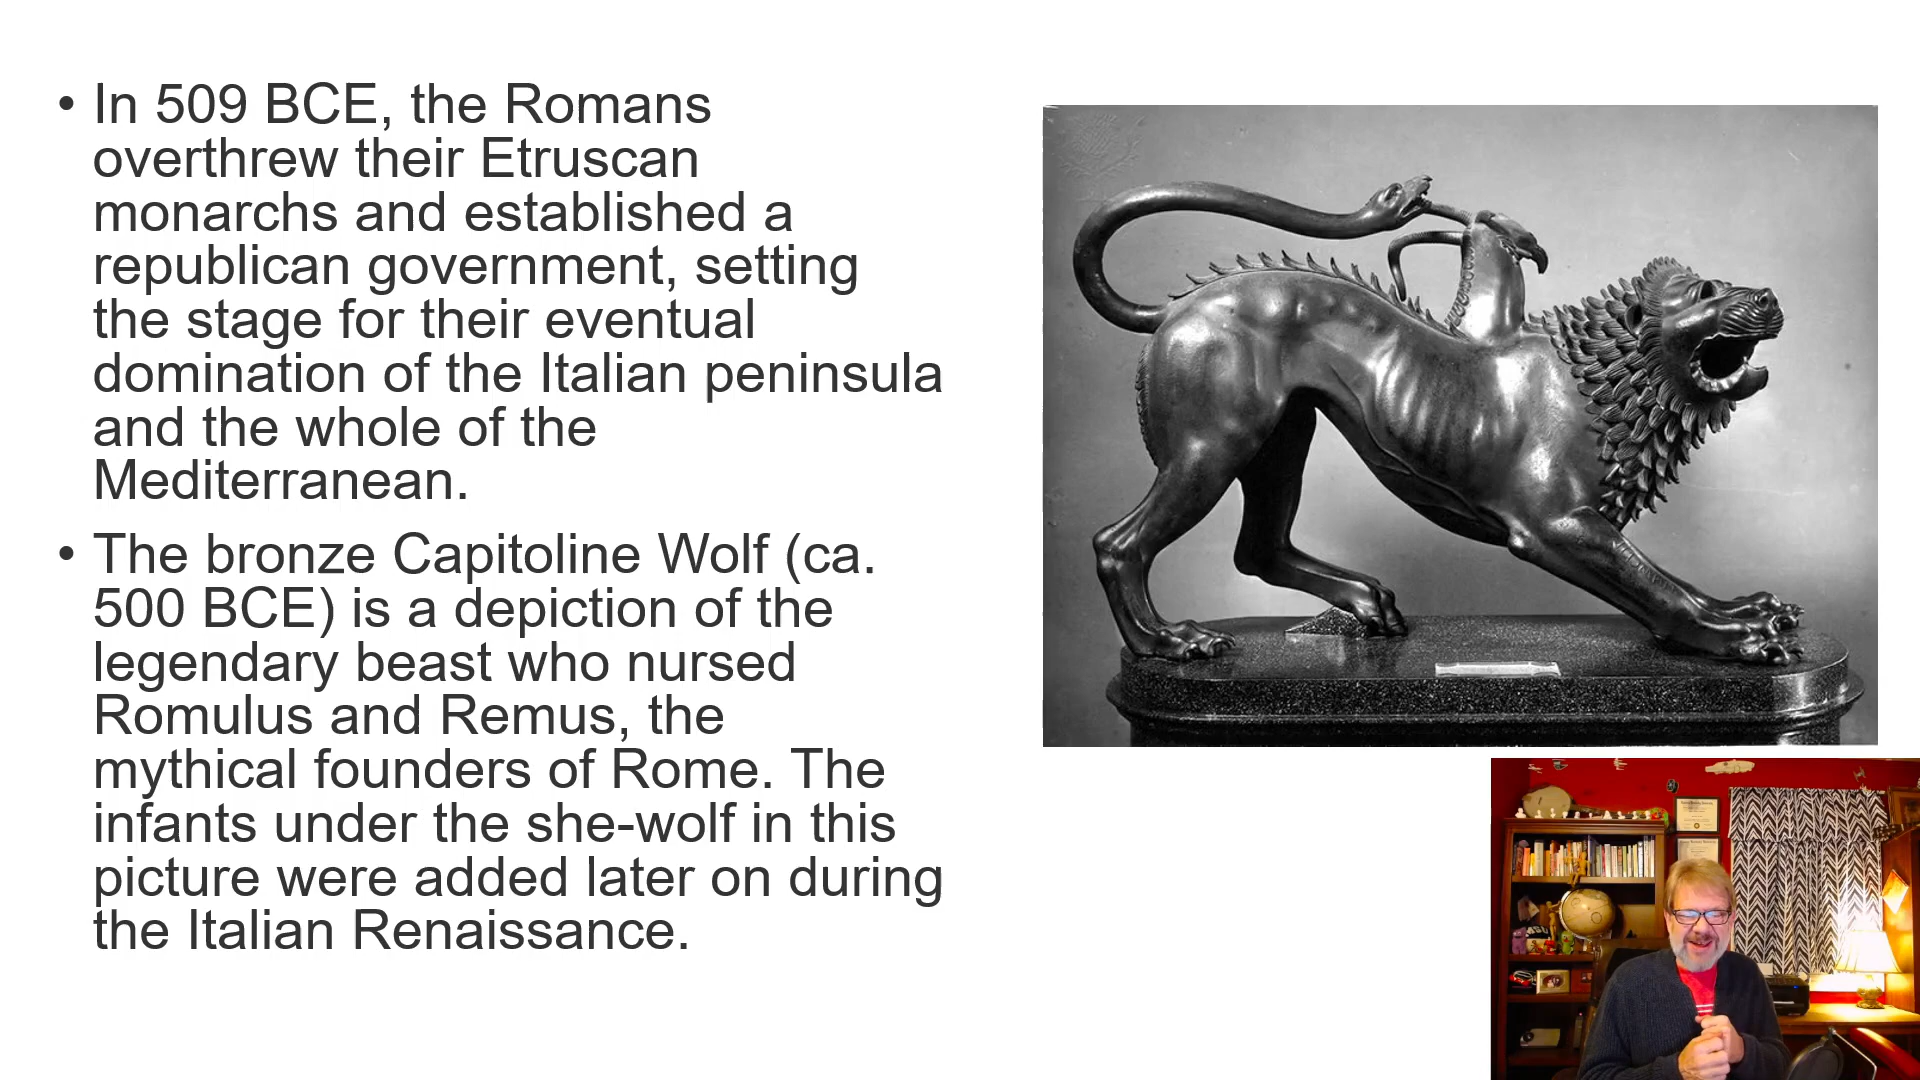 • In 509 BCE, the Romans
overthrew their Etruscan
monarchs and established a
republican government, setting
the stage for their eventual
domination of the Italian peninsula
and the whole of the
Mediterranean.
• The bronze Capitoline Wolf (ca.
500 BCE) is a depiction of the
legendary beast who nursed
Romulus and Remus, the
mythical founders of Rome. The
infants under the she-wolf in this
picture were added later on during
the Italian Renaissance.